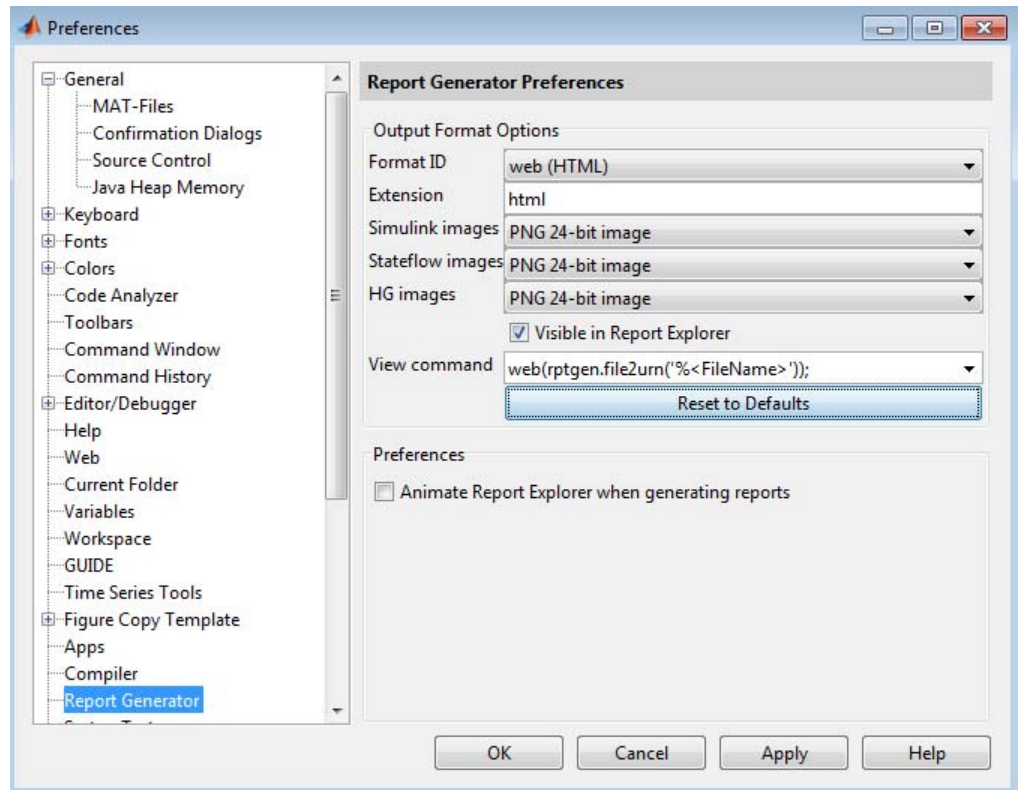 Preferences
General
MAT-Files
Confirmation Dialogs
Source Control
Java Heap Memory
Keyboard
Fonts
Colors
Code Analyzer
Toolbars
Command Window
Command History
Editor/Debugger
Help
Web
Current Folder
Variables
Workspace
GUIDE
Time Series Tools
Figure Copy Template
Apps
Compiler
Report Generator
Report Generator Preferences
Output Format Options
Format ID web (HTML)
Extension html
Simulink images PNG 24-bit image
Stateflow images PNG 24-bit image
HG images PNG 24-bit image
Visible in Report Explorer
View command web(rptgen.file2urn('%<FileName>'));
Reset to Defaults
Preferences
Animate Report Explorer when generating reports
OK Cancel Apply Help